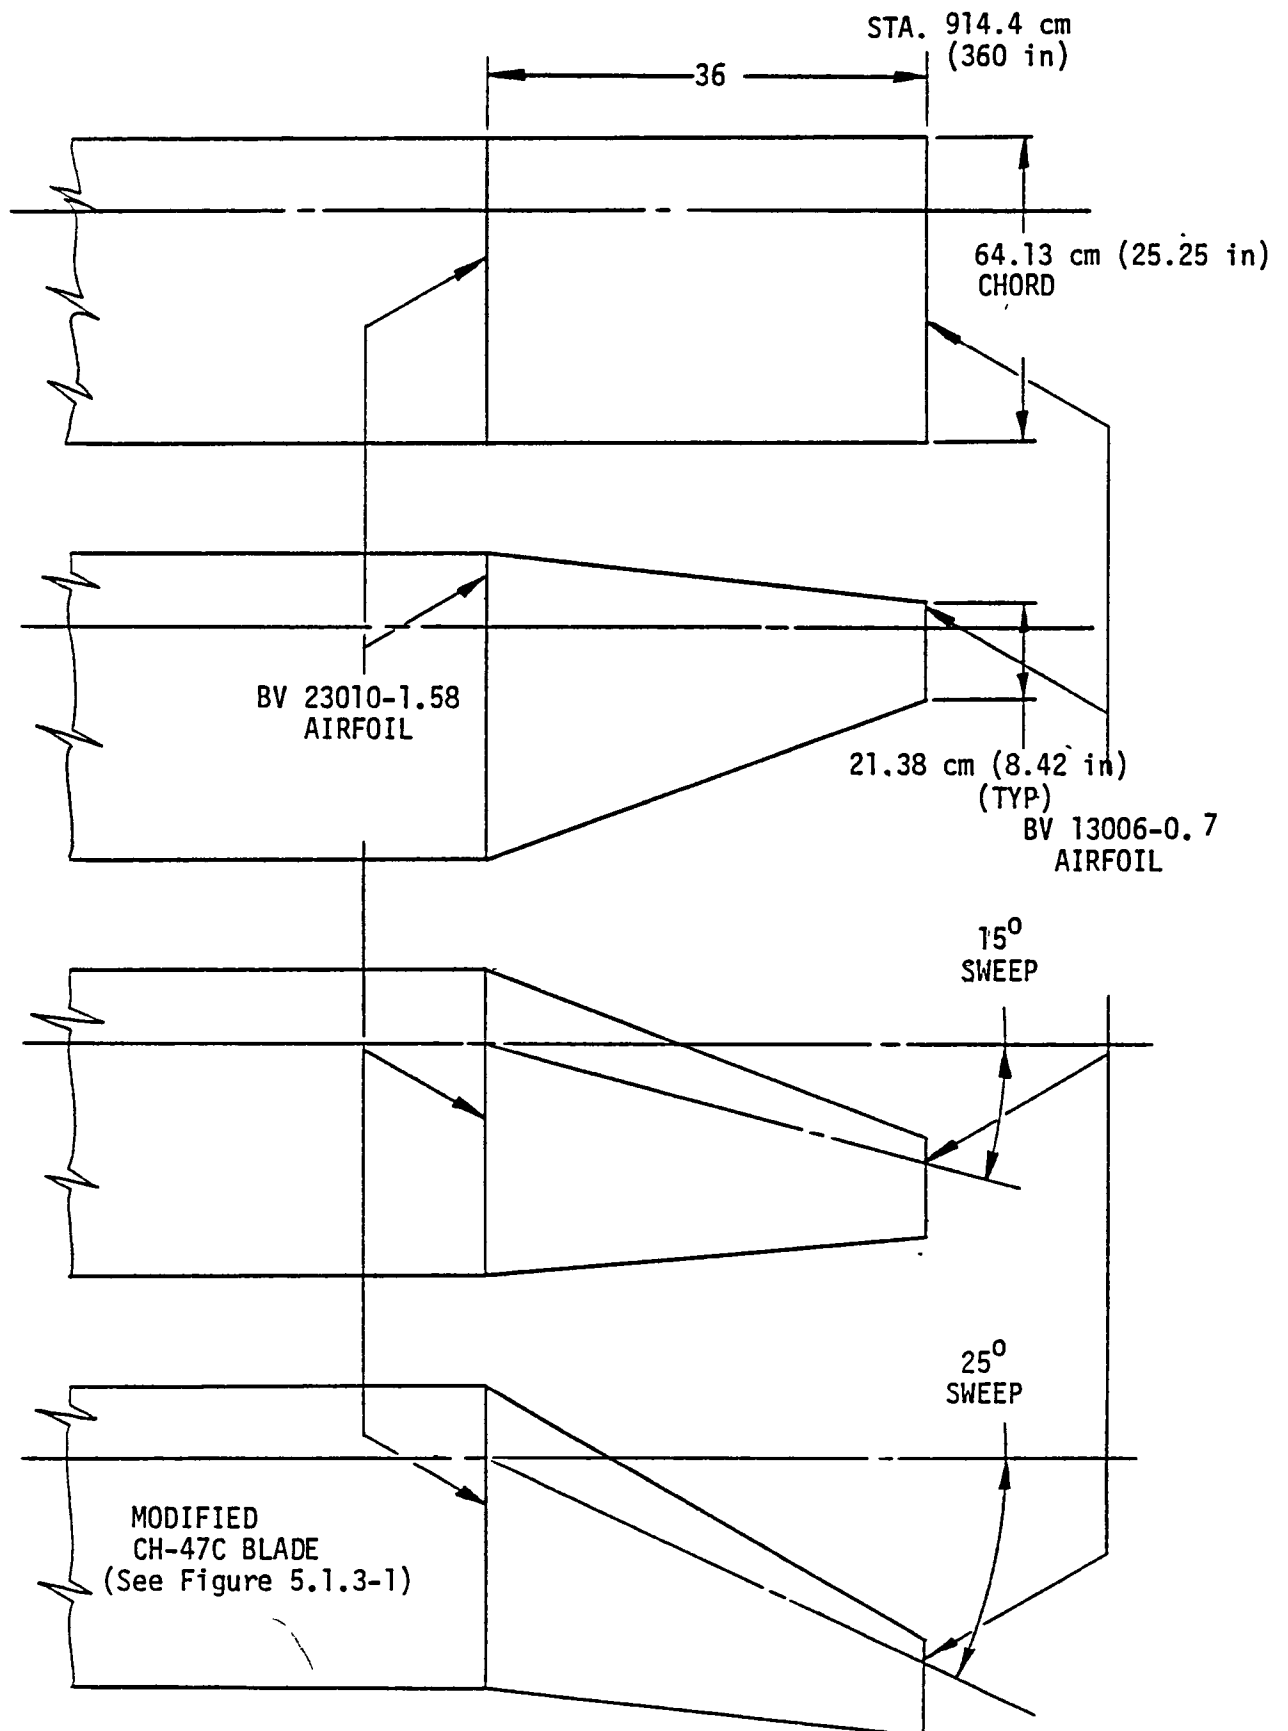 STA. 914.4 cm
(360 in)
36
64.13 cm (25.25 in)
CHORD
BV 23010-1.58
AIRFOIL
21.38 cm (8.42 in)
(TYP)
BV 13006-0.7
AIRFOIL
15°
SWEEP
25°
SWEEP
MODIFIED
CH-47C BLADE
(See Figure 5.1.3-1)